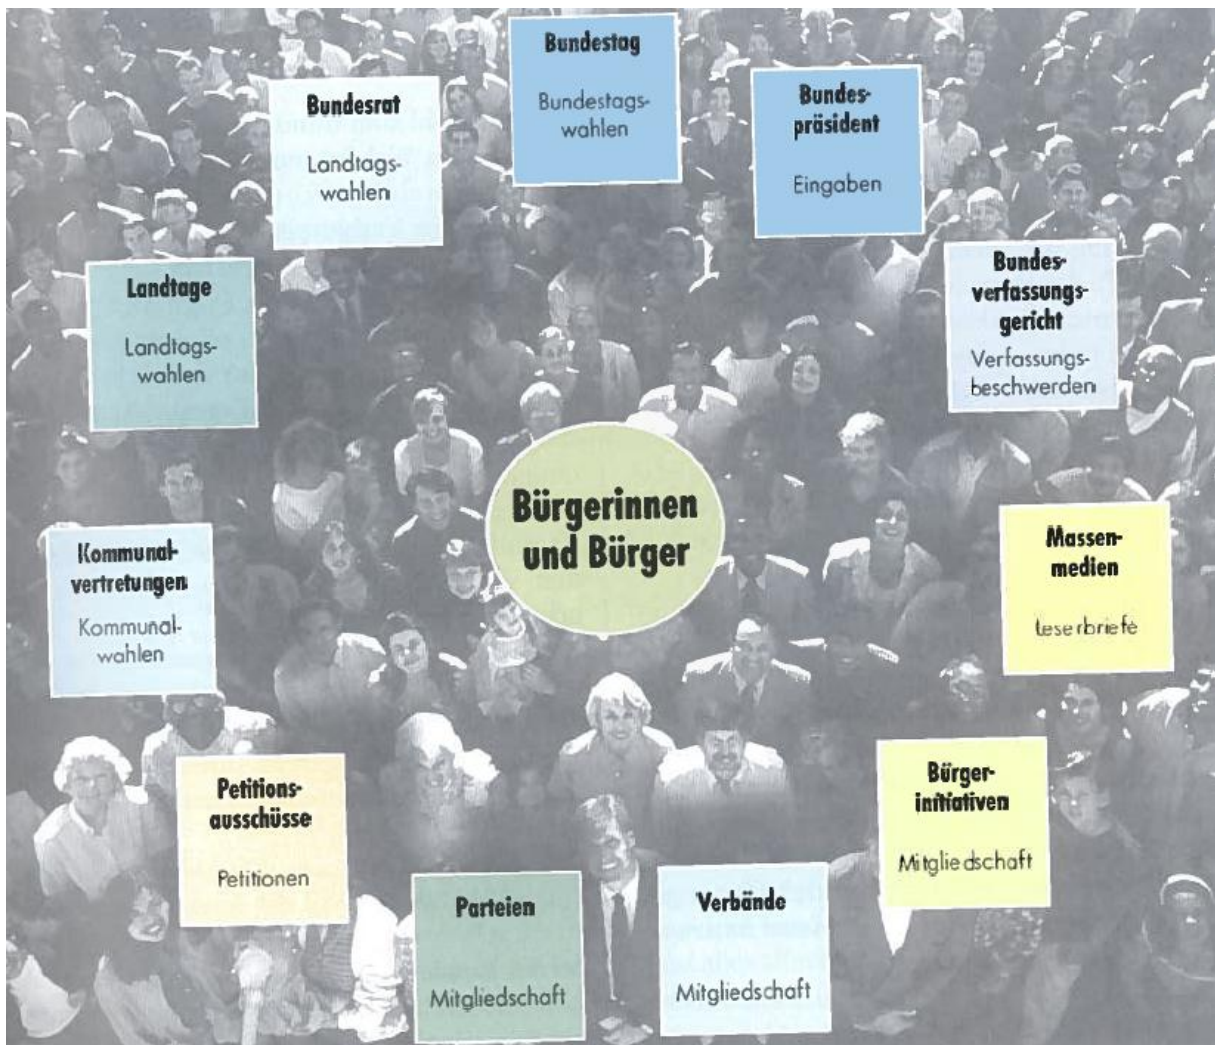 Bundestag
Bundestags-
wahlen
Bundesrat
Landtags-
wahlen
Bundes-
präsident
Eingaben
Landtage
Landtags-
wahlen
Bundes-
verfassungs-
gericht
Verfassungs-
beschwerden
Bürgerinnen
und Bürger
Kommunal-
vertretungen
Kommunal-
wahlen
Massen-
medien
Leserbriefe
Petitions-
ausschüsse
Petitionen
Bürger-
initiativen
Mitgliedschaft
Parteien
Mitgliedschaft
Verbände
Mitgliedschaft